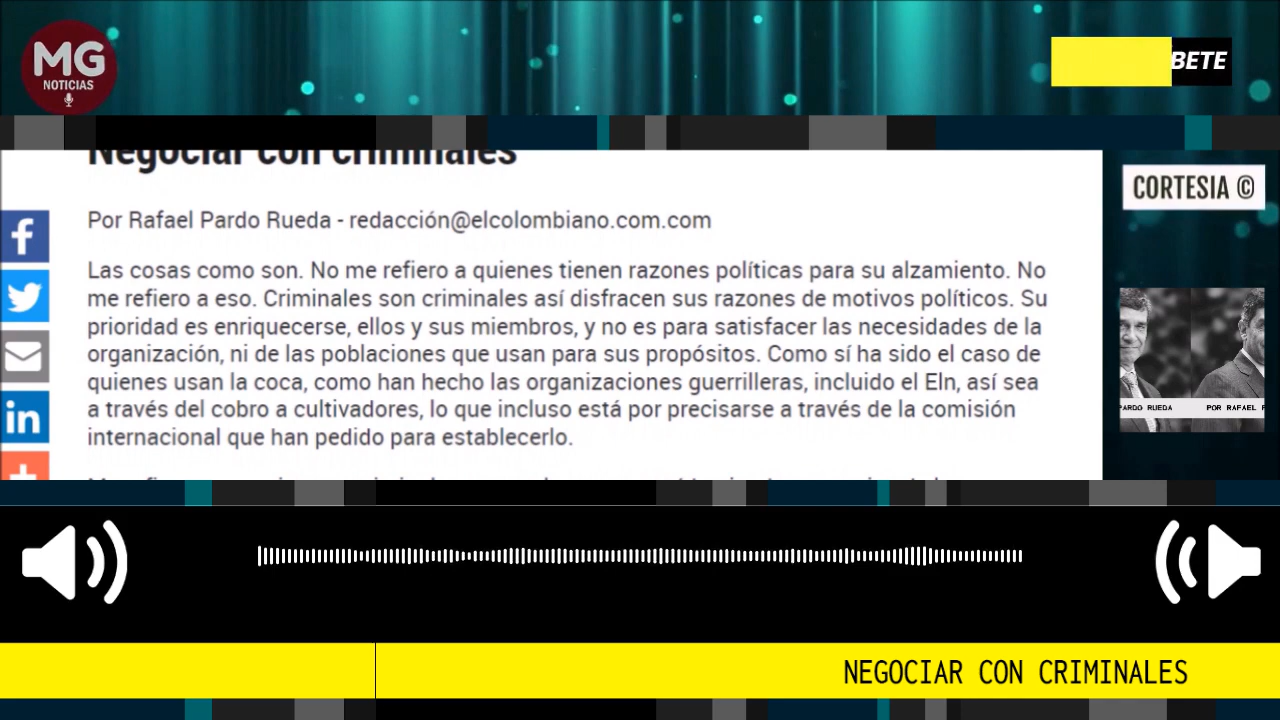 MG
NOTICIAS
BETE
Negociar con criminales
CORTESIA ©
Por Rafael Pardo Rueda - redacción@elcolombiano.com.com
Las cosas como son. No me refiero a quienes tienen razones políticas para su alzamiento. No
me refiero a eso. Criminales son criminales así disfracen sus razones de motivos políticos. Su
prioridad es enriquecerse, ellos y sus miembros, y no es para satisfacer las necesidades de la
organización, ni de las poblaciones que usan para sus propósitos. Como sí ha sido el caso de
quienes usan la coca, como han hecho las organizaciones guerrilleras, incluido el Eln, así sea
a través del cobro a cultivadores, lo que incluso está por precisarse a través de la comisión
internacional que han pedido para establecerlo.
PARDO RUEDA
POR RAFAEL
NEGOCIAR CON CRIMINALES